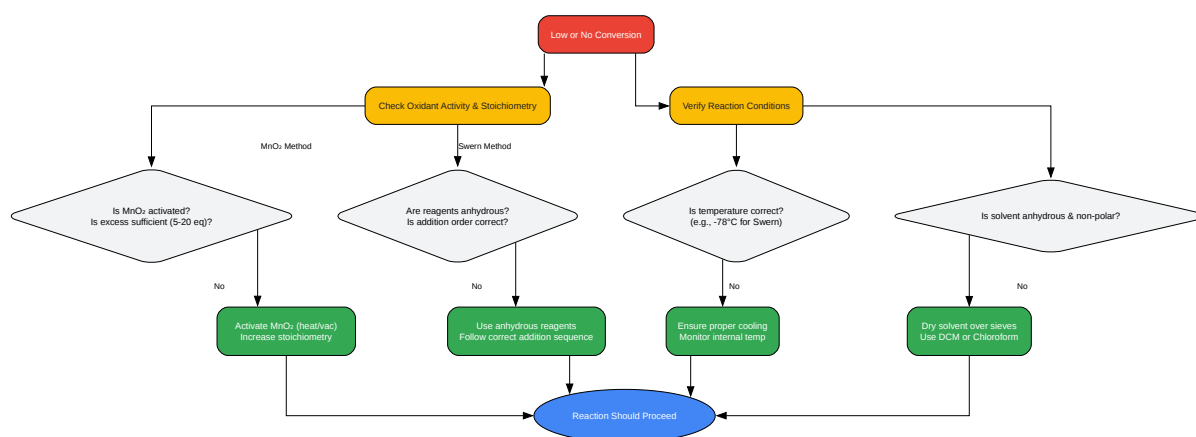 Low or No Conversion
Check Oxidant Activity & Stoichiometry
Verify Reaction Conditions
MnO₂ Method
Swern Method
Is MnO₂ activated?
Is excess sufficient (5-20 eq)?
Are reagents anhydrous?
Is addition order correct?
Is temperature correct?
(e.g., -78°C for Swern)
Is solvent anhydrous & non-polar?
No
No
No
No
Activate MnO₂ (heat/vac)
Increase stoichiometry
Use anhydrous reagents
Follow correct addition sequence
Ensure proper cooling
Monitor internal temp
Dry solvent over sieves
Use DCM or Chloroform
Reaction Should Proceed